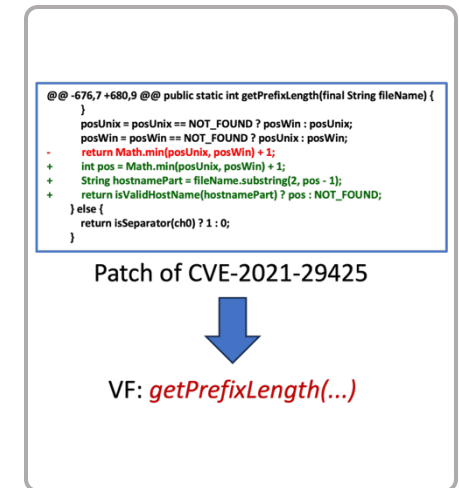 @@ -676,7 +680,9 @@ public static int getPrefixLength(final String fileName) {
}
posUnix = posUnix == NOT_FOUND ? posWin : posUnix;
posWin = posWin == NOT_FOUND ? posUnix : posWin;
- return Math.min(posUnix, posWin) + 1;
+ int pos = Math.min(posUnix, posWin) + 1;
+ String hostnamePart = fileName.substring(2, pos - 1);
+ return isValidHostName(hostnamePart) ? pos : NOT_FOUND;
} else {
return isSeparator(ch0) ? 1 : 0;
}
Patch of CVE-2021-29425
VF: getPrefixLength(...)